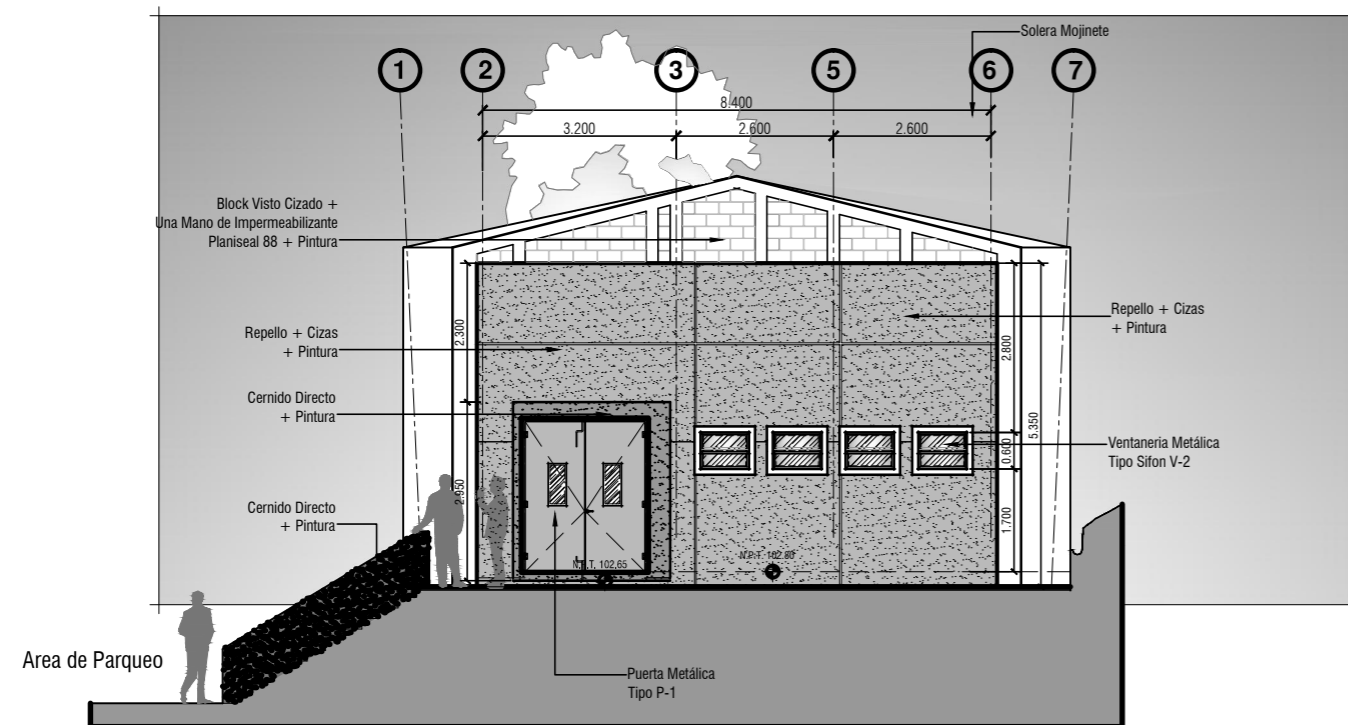 Solera Mojinete
1 2 3 5 6 7
8.400
3.200 2.600 2.600
Block Visto Cizado +
Una Mano de Impermeabilizante
Planiseal 88 + Pintura
Repello + Cizas
+ Pintura
Repello + Cizas
+ Pintura
2.300
2.800
Cernido Directo
+ Pintura
5.350
0.600
Ventaneria Metálica
Tipo Sifon V-2
2.950
Cernido Directo
+ Pintura
1.700
N.P.T. 102.80
N.P.T. 102,65
Area de Parqueo
Puerta Metálica
Tipo P-1